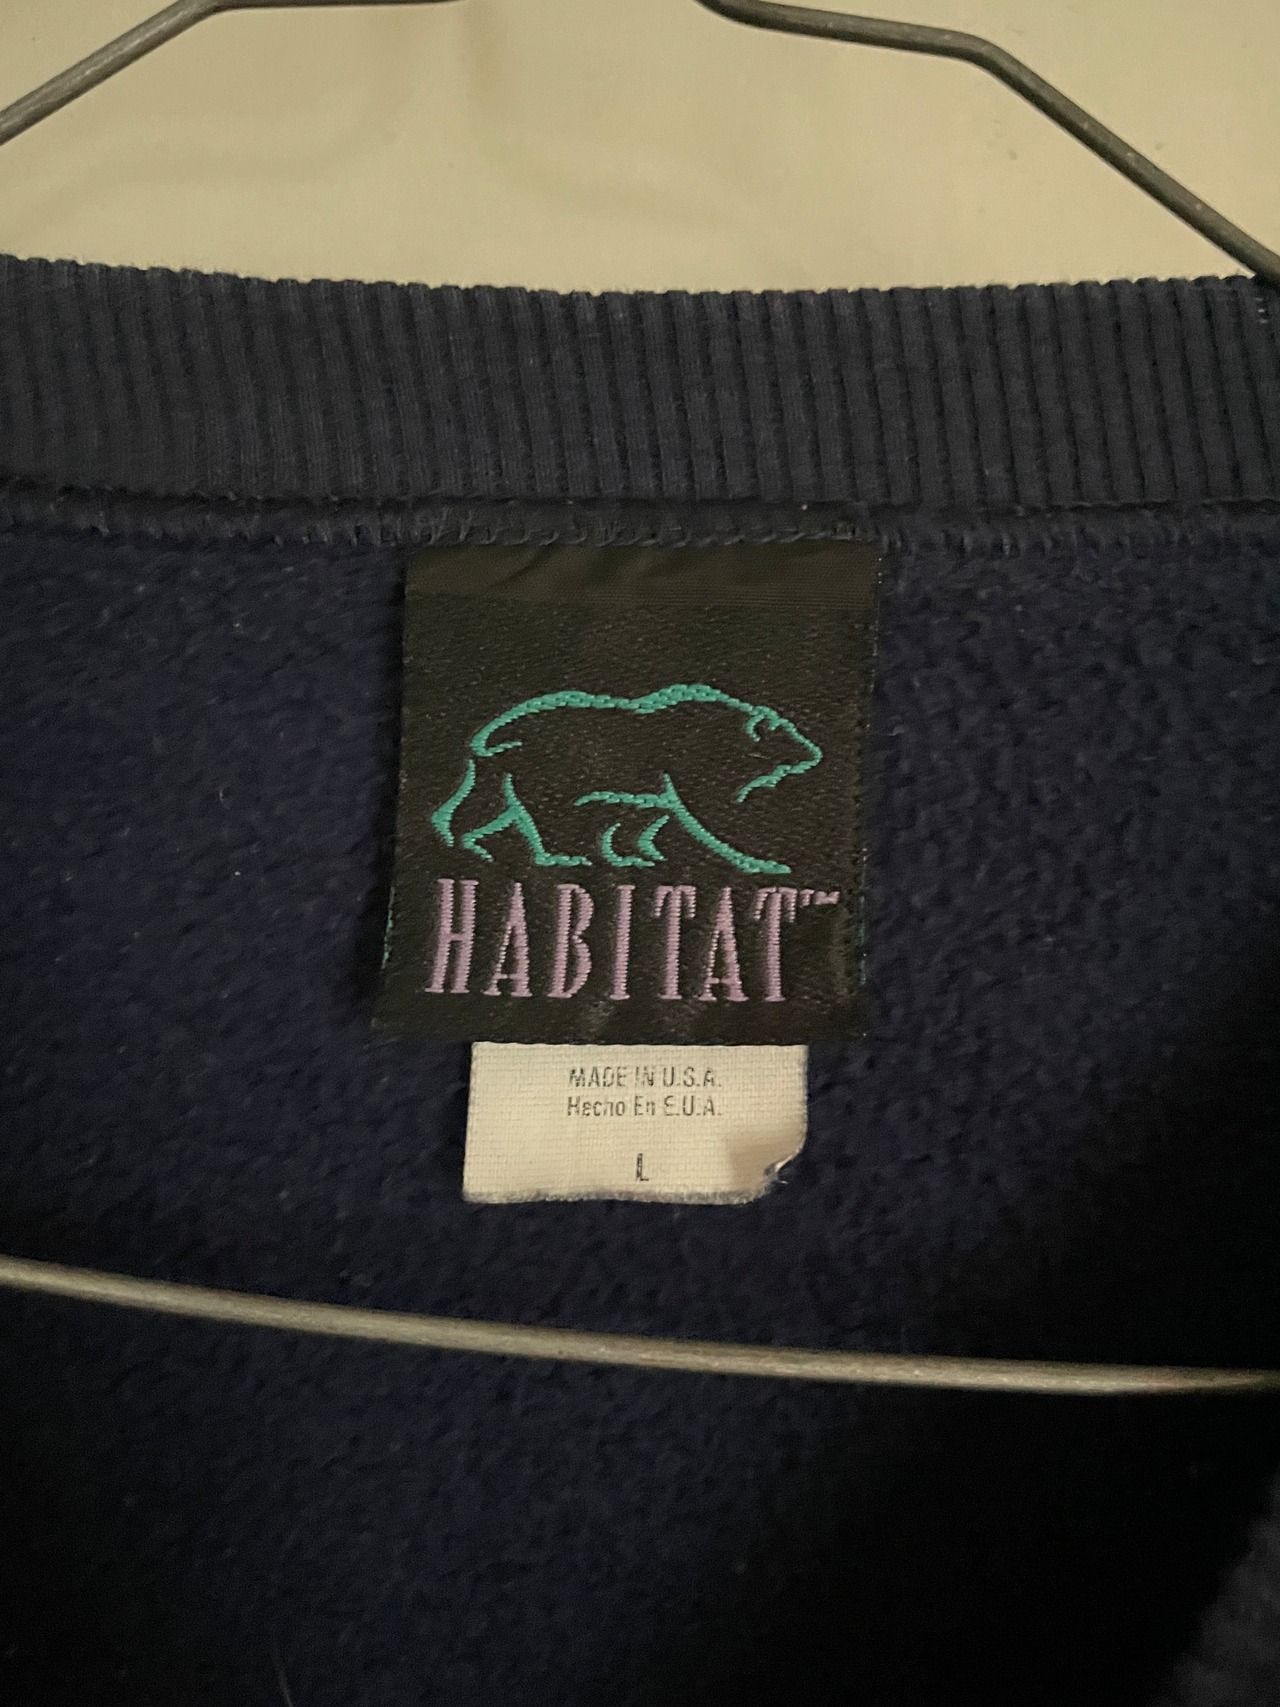 HABITAT™
MADE IN U.S.A.
Hecho En E.U.A.
L